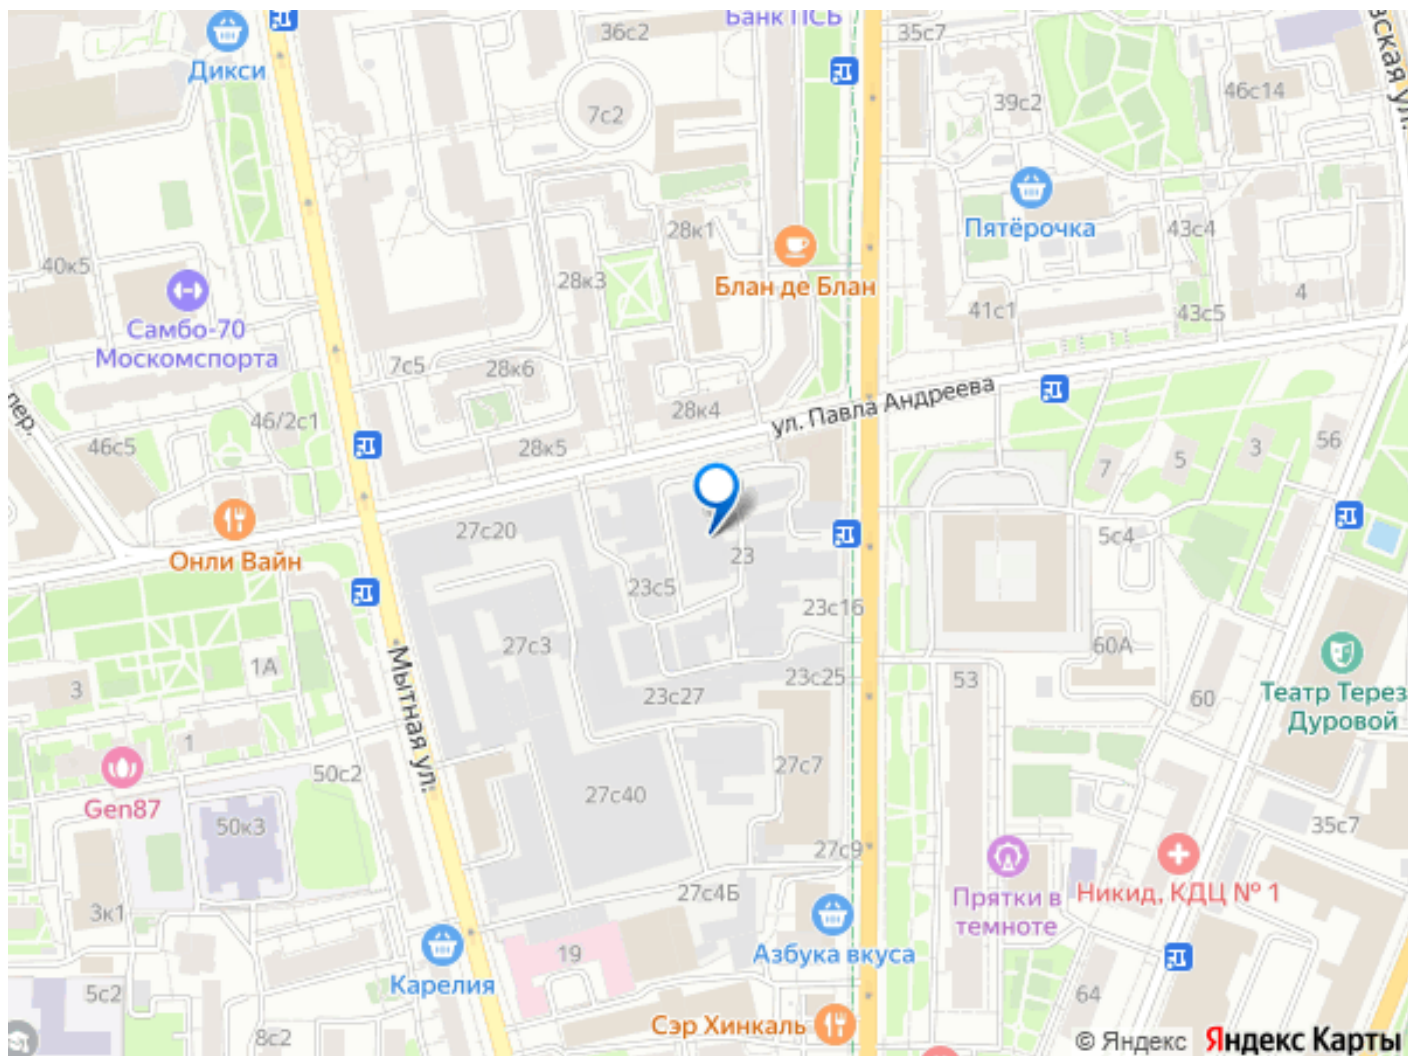 Банк ПСБ
36с2
35с7
Дикси
46с14
39с2
7с2
вская ул.
Пятёрочка
28к1
43с4
40к5
Блан де Блан
28к3
4
41с1
43с5
Самбо-70
Москомспорта
7с5
28к6
ул. Павла Андреева
28к4
пер.
46/2с1
46с5
28к5
56
3
5
7
27с20
5с4
Онли Вайн
23
23с5
23с16
27с3
60А
1А
53
23с25
3
23с27
60
Театр Терез
Дуровой
Мытная ул.
1
50с2
27с7
Gen87
27с40
50к3
35с7
27с9
27с4Б
Прятки в
темноте
Никид, КДЦ № 1
3к1
19
Азбука вкуса
Карелия
5с2
64
Сэр Хинкаль
8с2
© Яндекс Яндекс Карты